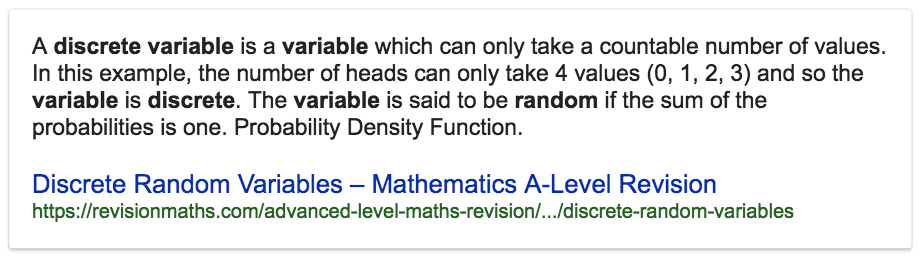 A discrete variable is a variable which can only take a countable number of values.
In this example, the number of heads can only take 4 values (0, 1, 2, 3) and so the
variable is discrete. The variable is said to be random if the sum of the
probabilities is one. Probability Density Function.
Discrete Random Variables – Mathematics A-Level Revision
https://revisionmaths.com/advanced-level-maths-revision/.../discrete-random-variables